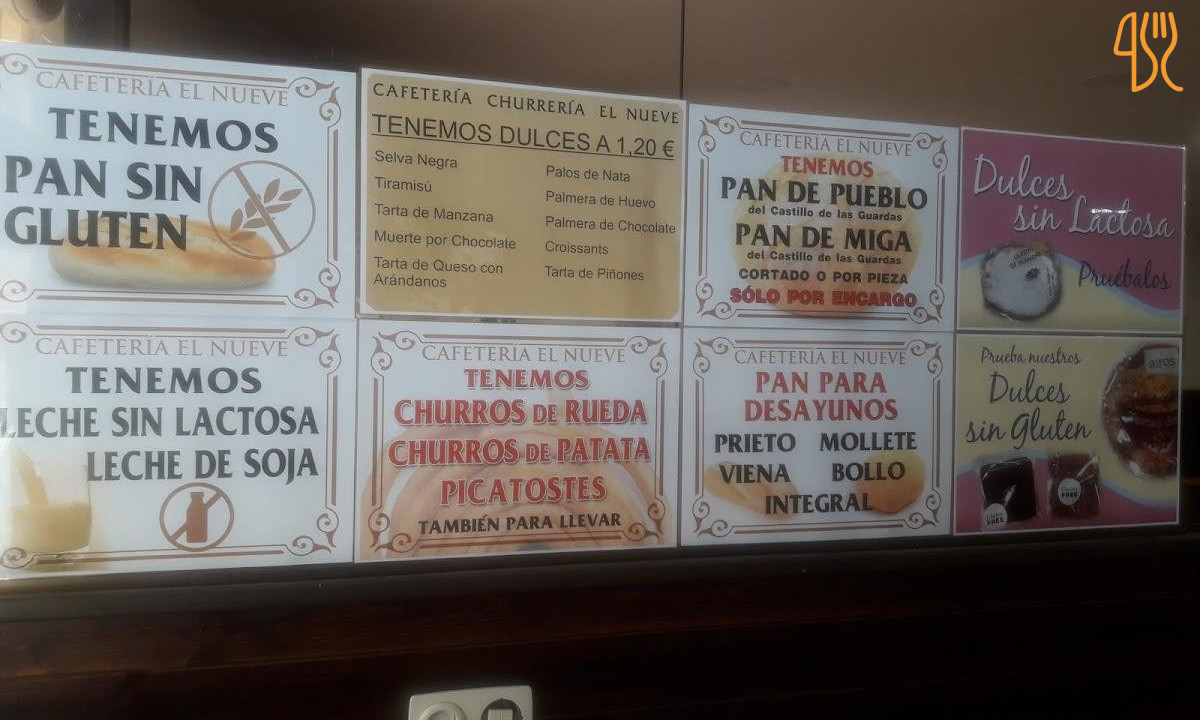 CAFETERÍA EL NUEVE
TENEMOS
PAN SIN
GLUTEN
CAFETERÍA CHURRERÍA EL NUEVE
TENEMOS DULCES A 1,20 €
Selva Negra
Tiramisú
Tarta de Manzana
Muerte por Chocolate
Tarta de Queso con
Arándanos
Palos de Nata
Palmera de Huevo
Palmera de Chocolate
Croissants
Tarta de Piñones
CAFETERÍA EL NUEVE
TENEMOS
PAN DE PUEBLO
del Castillo de las Guardas
PAN DE MIGA
del Castillo de las Guardas
CORTADO O POR PIEZA
SÓLO POR ENCARGO
Dulces
sin Lactosa
Pruébalos
CAFETERÍA EL NUEVE
TENEMOS
LECHE SIN LACTOSA
LECHE DE SOJA
CAFETERÍA EL NUEVE
TENEMOS
CHURROS DE RUEDA
CHURROS DE PATATA
PICATOSTES
TAMBIÉN PARA LLEVAR
CAFETERÍA EL NUEVE
PAN PARA
DESAYUNOS
PRIETO MOLLETE
VIENA BOLLO
INTEGRAL
Prueba nuestros
Dulces
sin Gluten
FREE
FREE